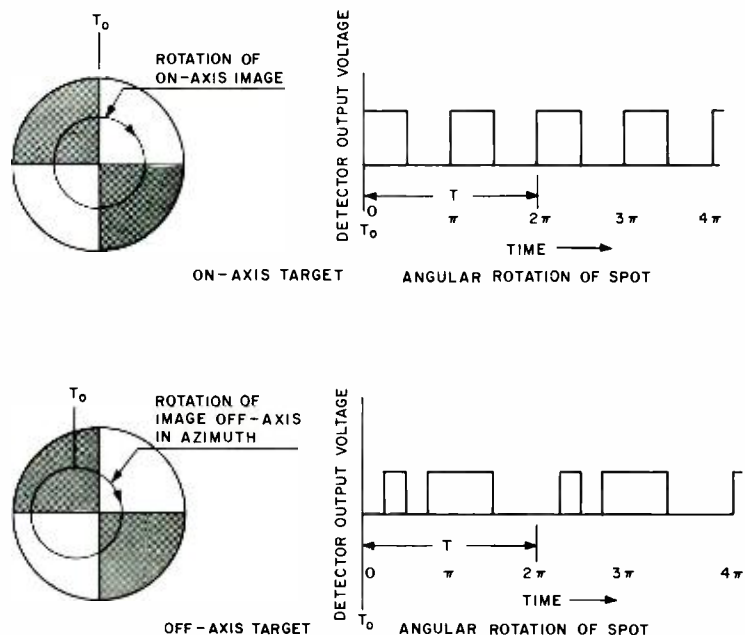 T₀
ROTATION OF
ON-AXIS IMAGE
DETECTOR OUTPUT VOLTAGE
T
0
π
2π
3π
4π
T₀
TIME
ON-AXIS TARGET
ANGULAR ROTATION OF SPOT
T₀
ROTATION OF
IMAGE OFF-AXIS
IN AZIMUTH
DETECTOR OUTPUT VOLTAGE
T
0
π
2π
3π
4π
TIME
T₀
OFF-AXIS TARGET
ANGULAR ROTATION OF SPOT